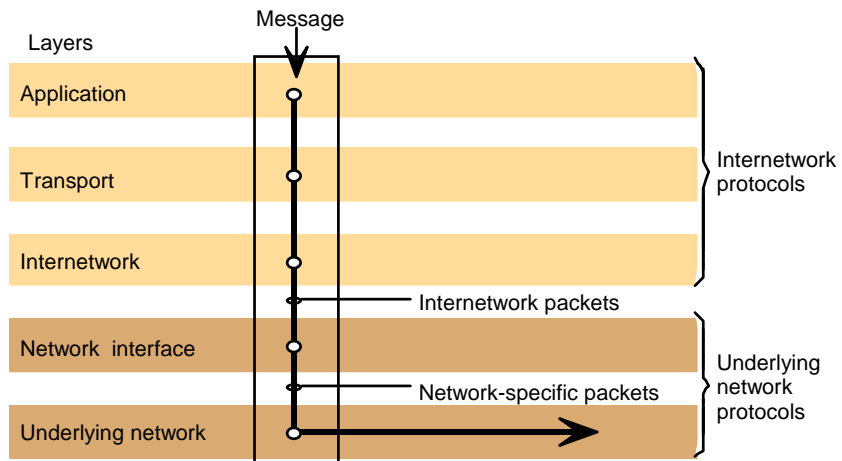 Message
Layers
Application
Transport
Internetwork
protocols
Internetwork
Internetwork packets
Network interface
Underlying
network
protocols
Network-specific packets
Underlying network